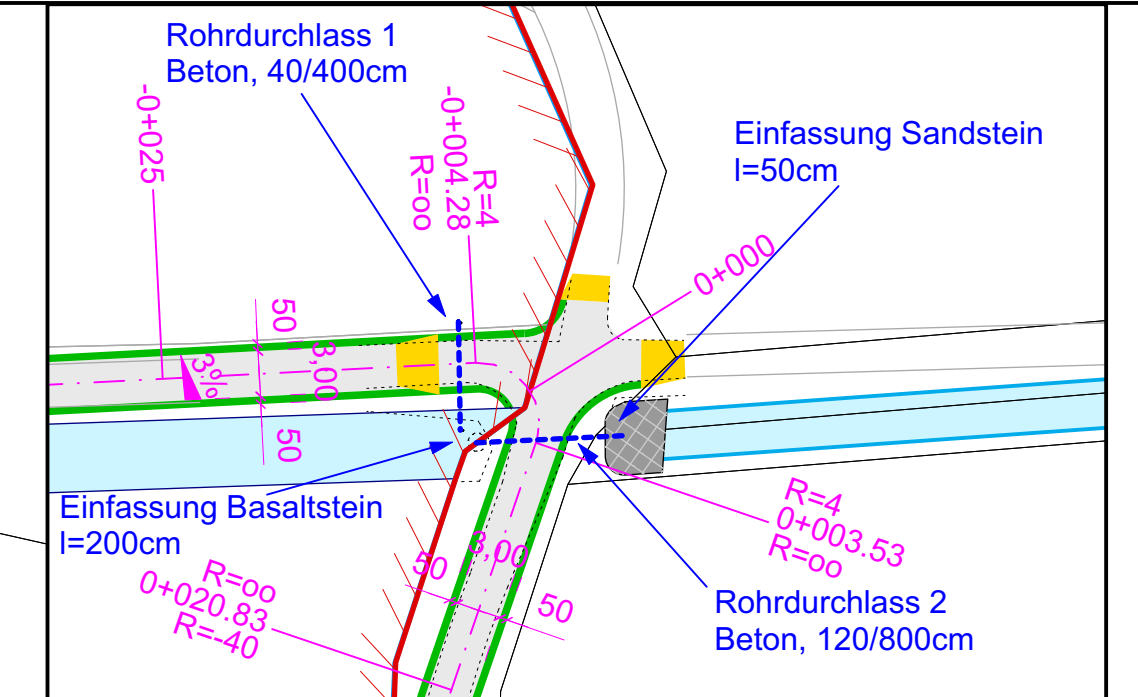 Rohrdurchlass 1
Beton, 40/400cm
-0+025
R=4
-0+004.28
R=oo
Einfassung Sandstein
l=50cm
0+000
50
3,00
3%
50
Einfassung Basaltstein
l=200cm
R=4
0+003.53
R=oo
R=oo
0+020.83
R=-40
50
3,00
50
Rohrdurchlass 2
Beton, 120/800cm